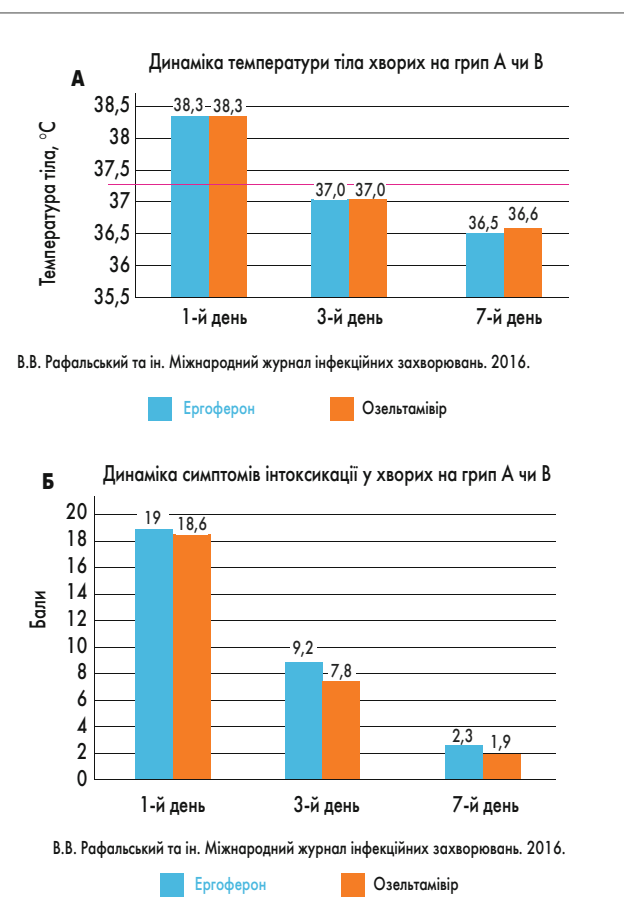 Динаміка температури тіла хворих на грип А чи В
А
Температура тіла, °С
38,5
38
37,5
37
36,5
36
35,5
38,3 38,3
37,0 37,0
36,5 36,6
1-й день 3-й день 7-й день
В.В. Рафальський та ін. Міжнародний журнал інфекційних захворювань. 2016.
Ергоферон Озельтамівір
Б Динаміка симптомів інтоксикації у хворих на грип А чи В
Бали
20
18
16
14
12
10
8
6
4
2
0
19 18,6
9,2 7,8
2,3 1,9
1-й день 3-й день 7-й день
В.В. Рафальський та ін. Міжнародний журнал інфекційних захворювань. 2016.
Ергоферон Озельтамівір